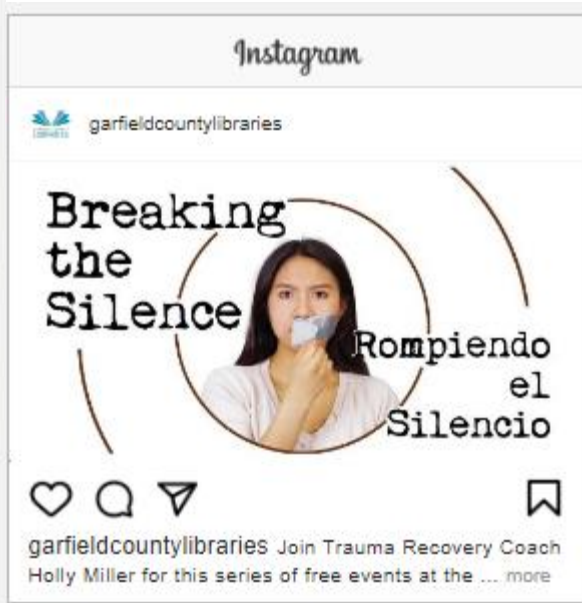 Instagram
garfieldcountylibraries
Breaking
the
Silence
Rompiendo
el
Silencio
garfieldcountylibraries Join Trauma Recovery Coach
Holly Miller for this series of free events at the ... more